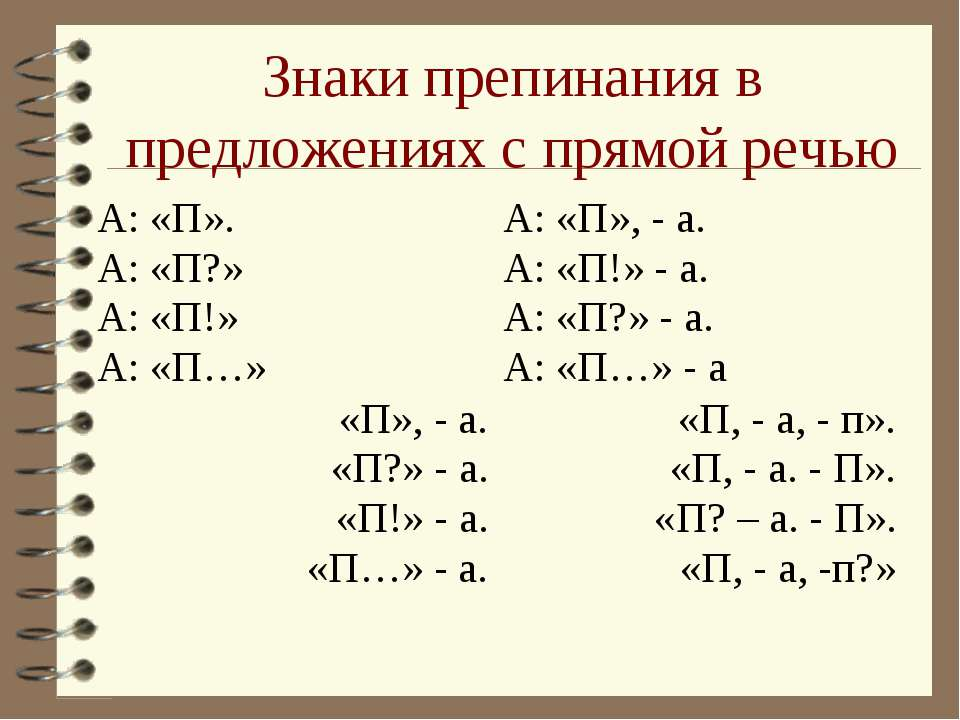 Знаки препинания в
предложениях с прямой речью
А: «П».
А: «П?»
А: «П!»
А: «П…»
А: «П», - а.
А: «П!» - а.
А: «П?» - а.
А: «П…» - а
«П», - а.
«П?» - а.
«П!» - а.
«П…» - а.
«П, - а, - п».
«П, - а. - П».
«П? – а. - П».
«П, - а, -п?»